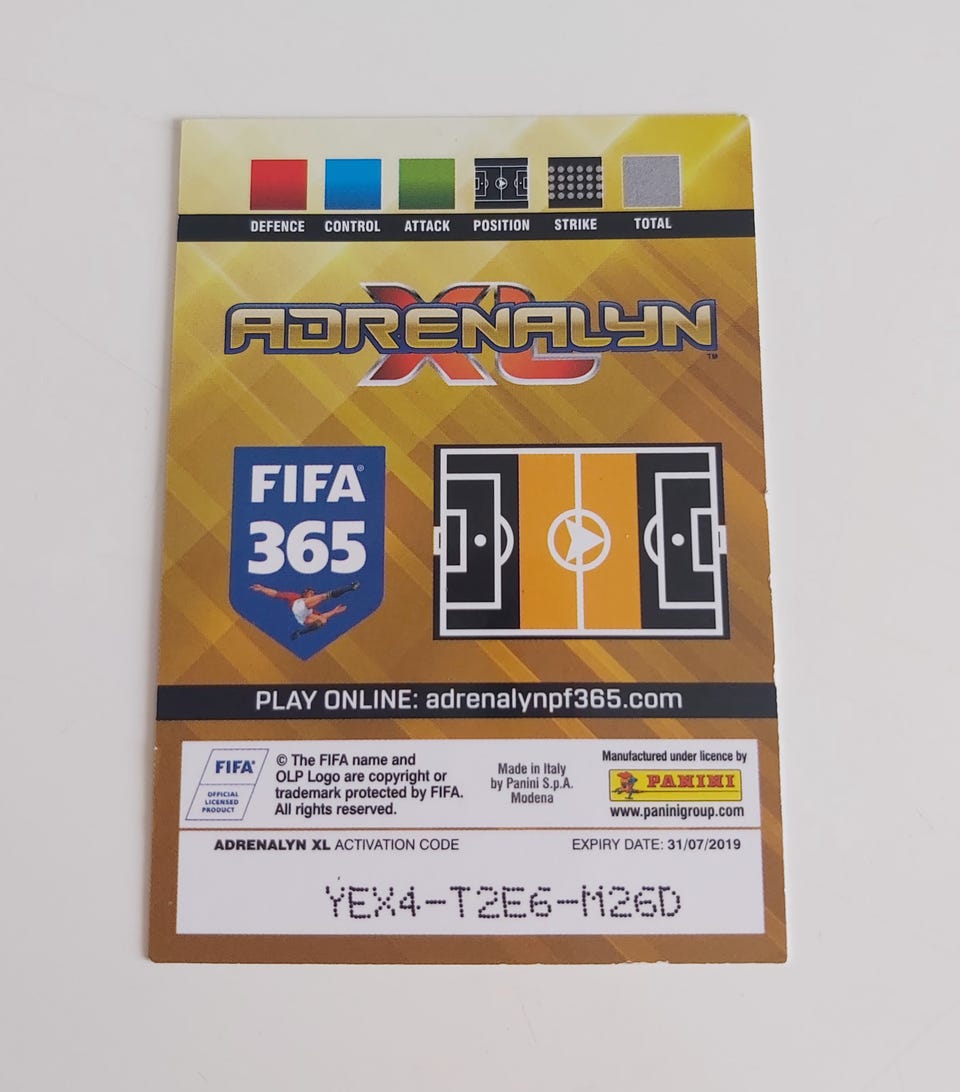 DEFENCE CONTROL ATTACK POSITION STRIKE TOTAL
ADRENALYN XL ™
FIFA®
365
PLAY ONLINE: adrenalynpf365.com
FIFA®
OFFICIAL
LICENSED
PRODUCT
© The FIFA name and
OLP Logo are copyright or
trademark protected by FIFA.
All rights reserved.
Made in Italy
by Panini S.p.A.
Modena
Manufactured under licence by
PANINI
www.paninigroup.com
ADRENALYN XL ACTIVATION CODE
EXPIRY DATE: 31/07/2019
YEX4-T2E6-M26D